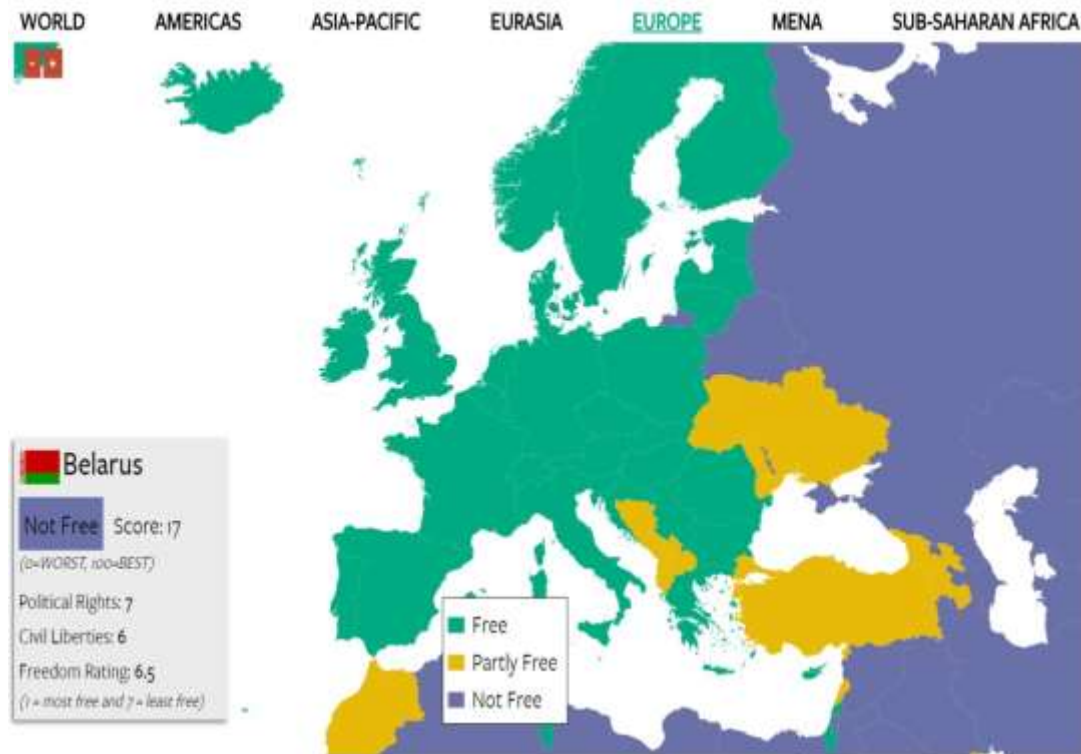 WORLD AMERICAS ASIA-PACIFIC EURASIA EUROPE MENA SUB-SAHARAN AFRICA
Belarus
Not Free Score: 17
(0=WORST, 100=BEST)
Political Rights: 7
Civil Liberties: 6
Freedom Rating: 6.5
(1 = most free and 7 = least free)
Free
Partly Free
Not Free